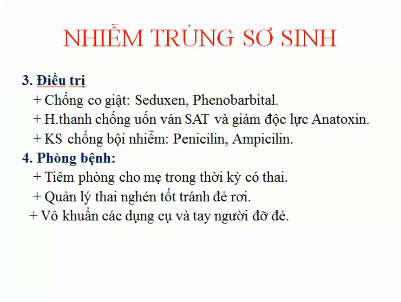 NHIỄM TRÙNG SƠ SINH
3. Điều trị
+ Chống co giật: Seduxen, Phenobarbital.
+ H.thanh chống uốn ván SAT và giảm độc lực Anatoxin.
+ KS chống bội nhiễm: Penicilin, Ampicilin.
4. Phòng bệnh:
+ Tiêm phòng cho mẹ trong thời kỳ có thai.
+ Quản lý thai nghén tốt tránh đẻ rơi.
+ Vô khuẩn các dụng cụ và tay người đỡ đẻ.